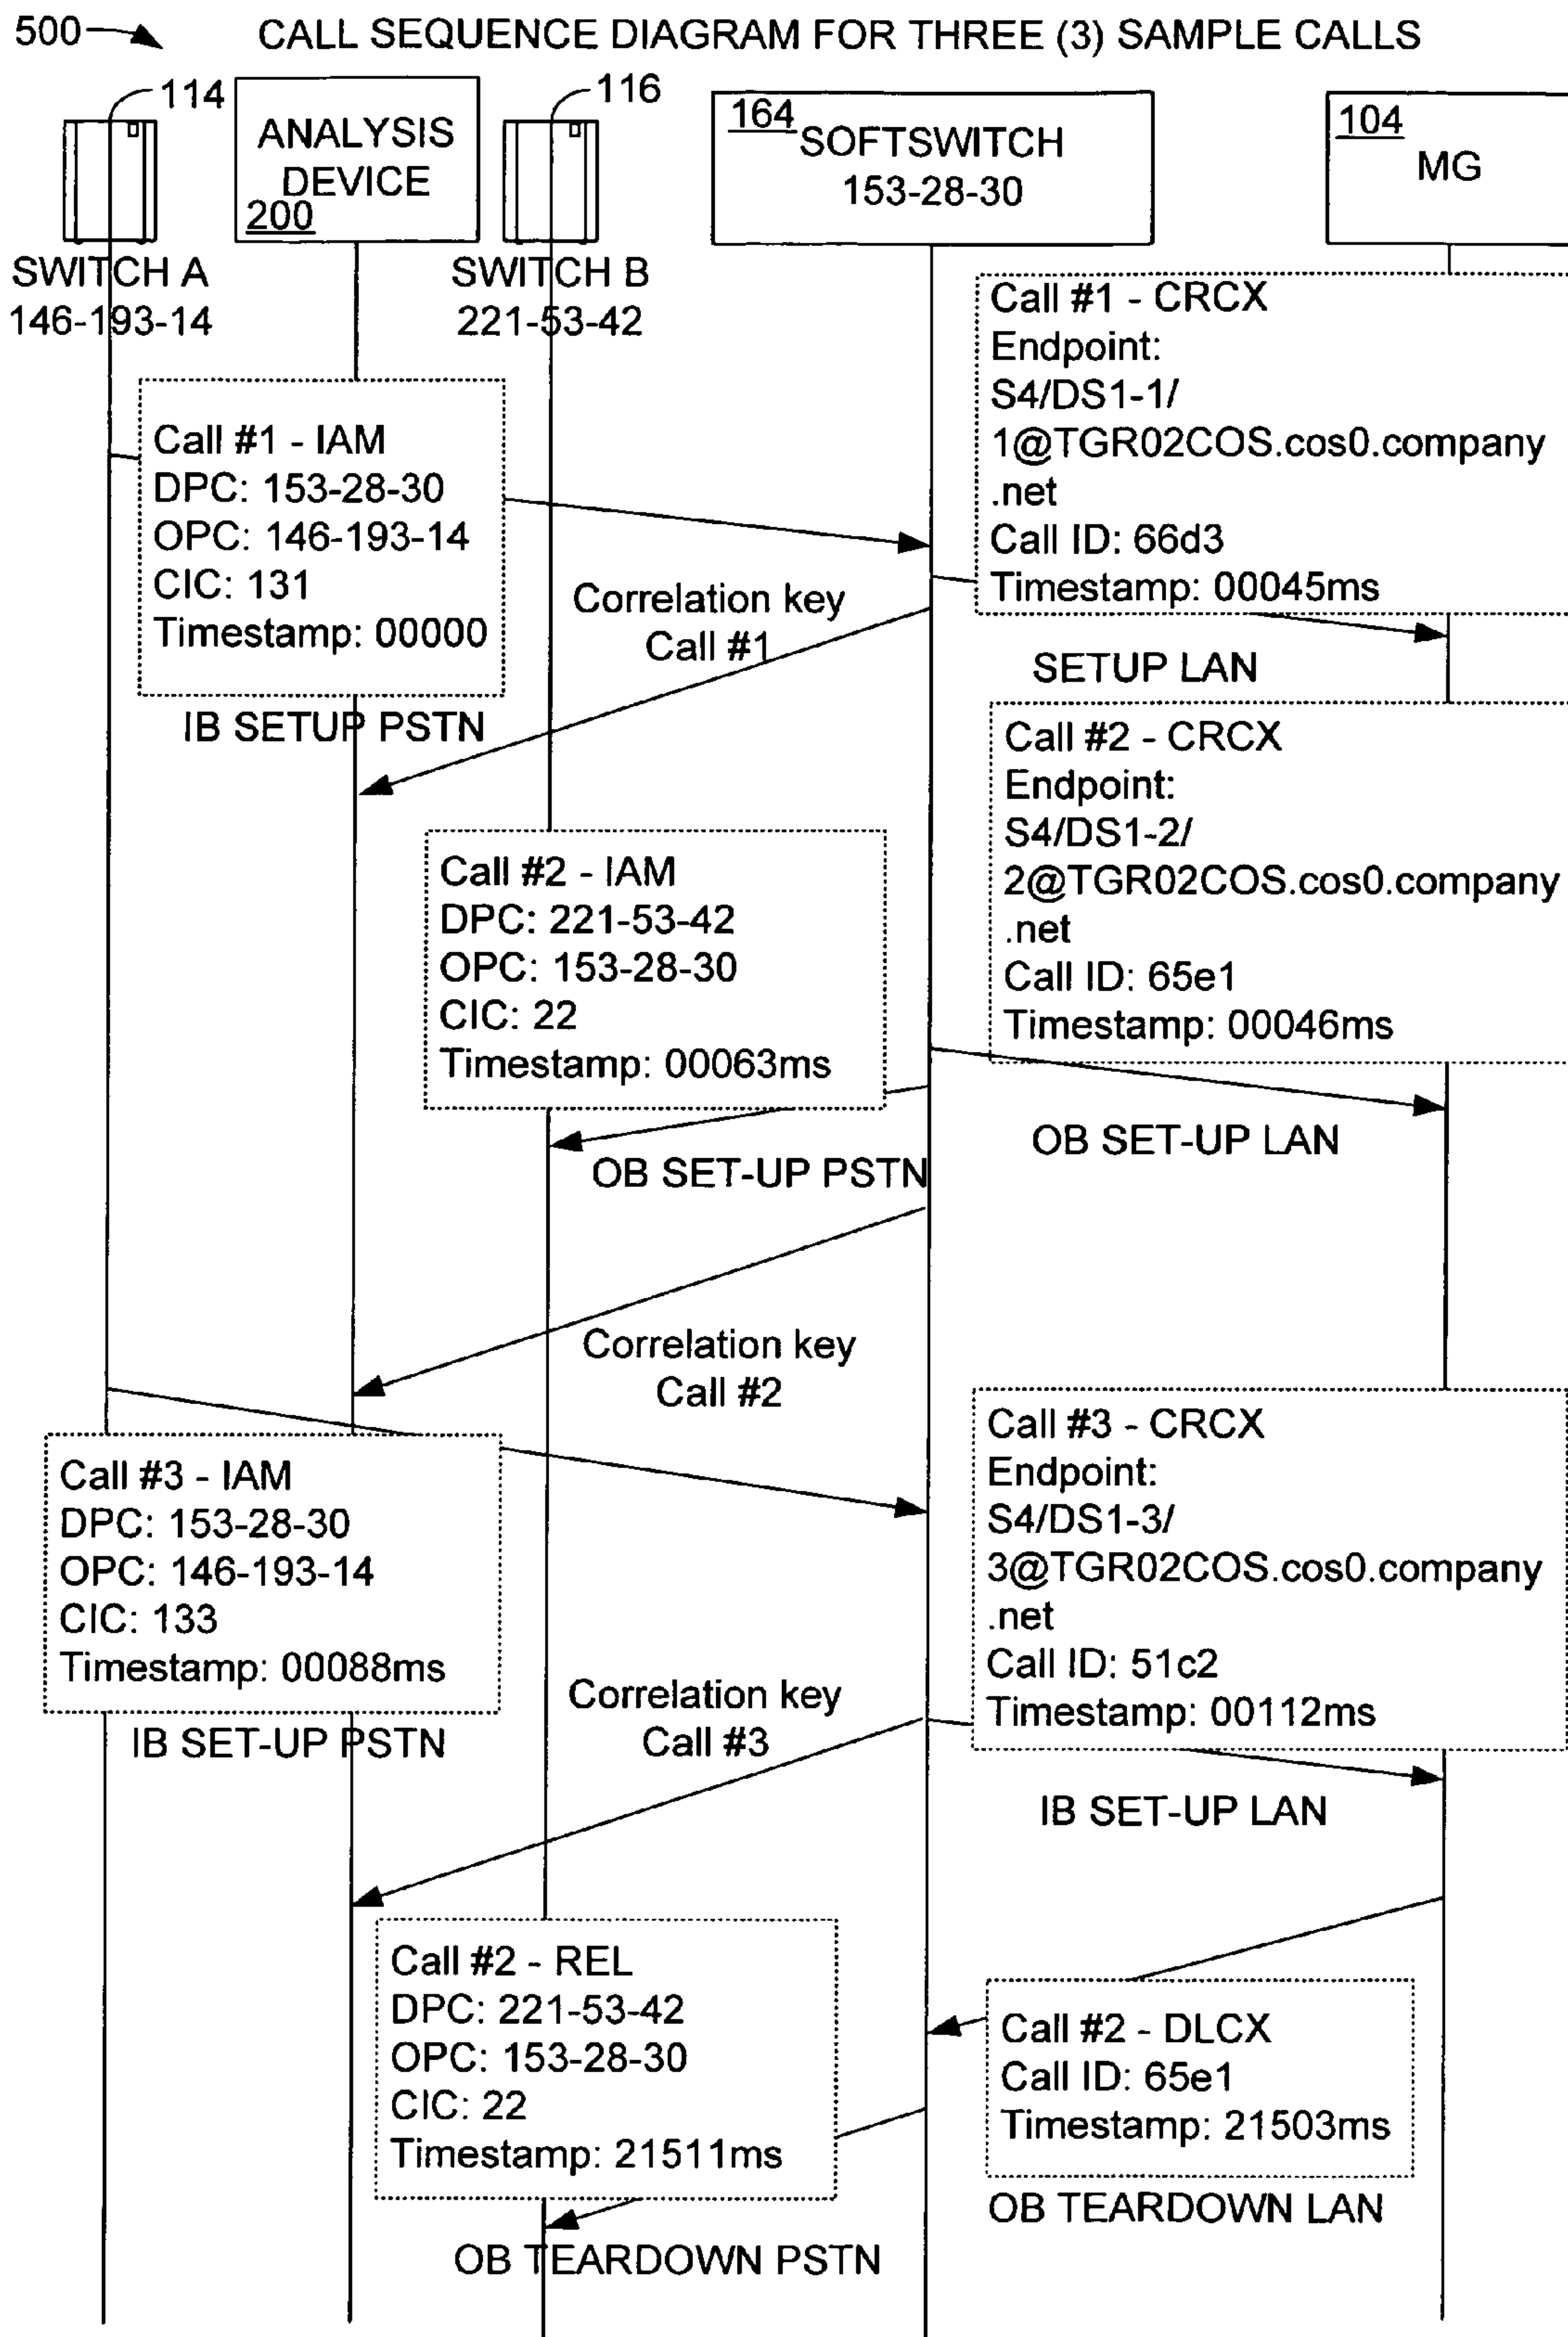 500
CALL SEQUENCE DIAGRAM FOR THREE (3) SAMPLE CALLS
114
ANALYSIS
DEVICE
200
116
164
SOFTSWITCH
153-28-30
104
MG
SWITCH A
146-193-14
SWITCH B
221-53-42
Call #1 - CRCX
Endpoint:
S4/DS1-1/
1@TGR02COS.cos0.company
.net
Call ID: 66d3
Timestamp: 00045ms
Call #1 - IAM
DPC: 153-28-30
OPC: 146-193-14
CIC: 131
Timestamp: 00000
Correlation key
Call #1
SETUP LAN
IB SETUP PSTN
Call #2 - CRCX
Endpoint:
S4/DS1-2/
2@TGR02COS.cos0.company
.net
Call ID: 65e1
Timestamp: 00046ms
Call #2 - IAM
DPC: 221-53-42
OPC: 153-28-30
CIC: 22
Timestamp: 00063ms
OB SET-UP LAN
OB SET-UP PSTN
Correlation key
Call #2
Call #3 - CRCX
Endpoint:
S4/DS1-3/
3@TGR02COS.cos0.company
.net
Call ID: 51c2
Timestamp: 00112ms
Call #3 - IAM
DPC: 153-28-30
OPC: 146-193-14
CIC: 133
Timestamp: 00088ms
Correlation key
Call #3
IB SET-UP PSTN
IB SET-UP LAN
Call #2 - REL
DPC: 221-53-42
OPC: 153-28-30
CIC: 22
Timestamp: 21511ms
Call #2 - DLCX
Call ID: 65e1
Timestamp: 21503ms
OB TEARDOWN LAN
OB TEARDOWN PSTN